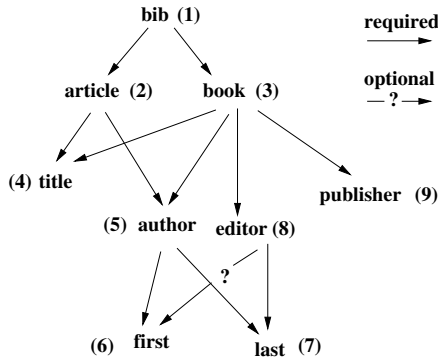 bib (1)
required
article (2)
book (3)
optional
?
(4) title
publisher (9)
(5) author
editor (8)
?
(6) first
last (7)